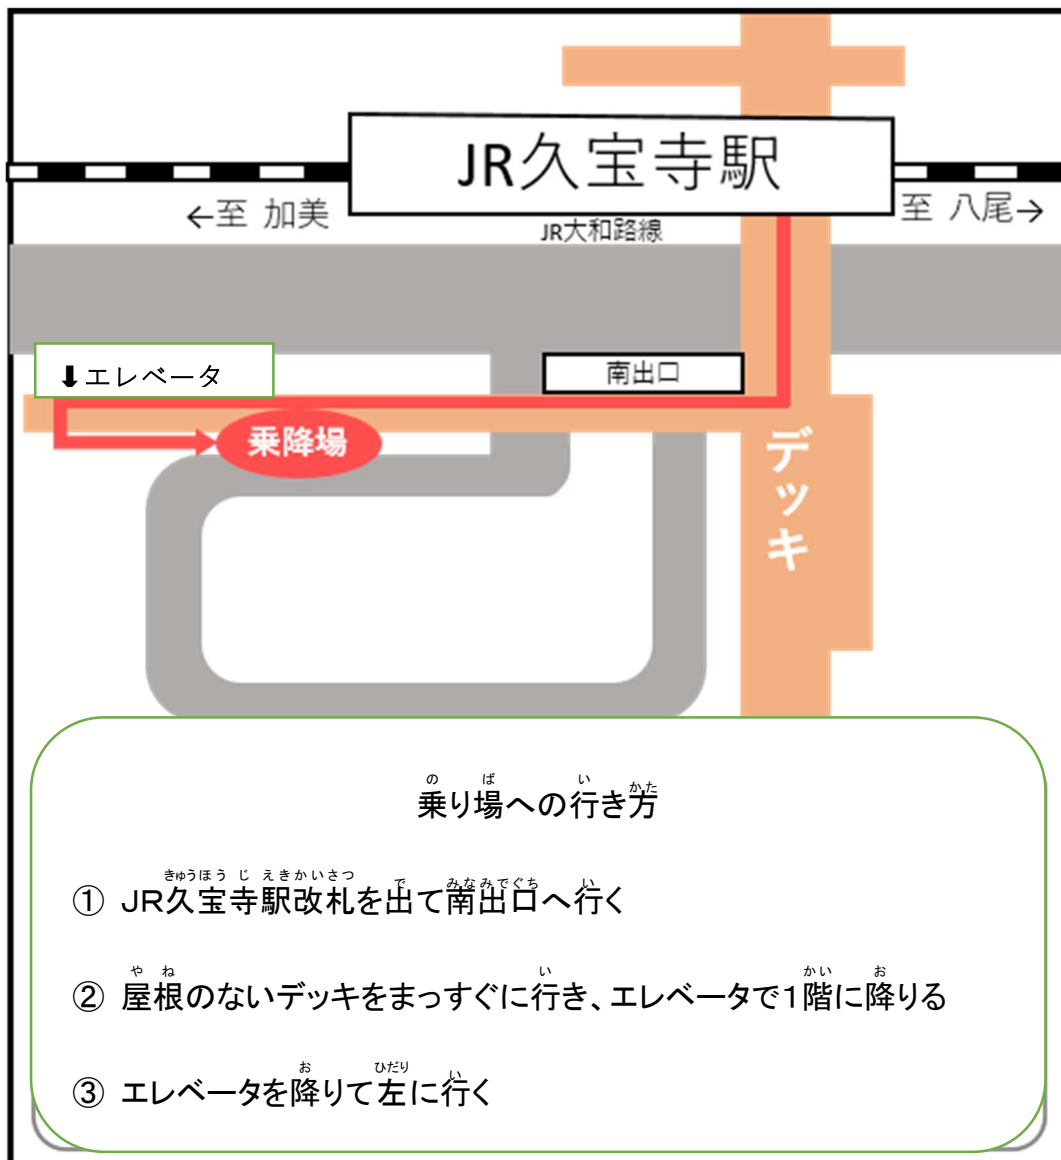 JR久宝寺駅
←至 加美
至 八尾→
JR大和路線
⬇エレベータ
南出口
乗降場
デッキ
の ば い かた
乗り場への行き方
きゅうほう じ えきかいさつ で みなみでぐち い
① JR久宝寺駅改札を出て南出口へ行く
や ね い かい お
② 屋根のないデッキをまっすぐに行き、エレベータで1階に降りる
お ひだり い
③ エレベータを降りて左に行く